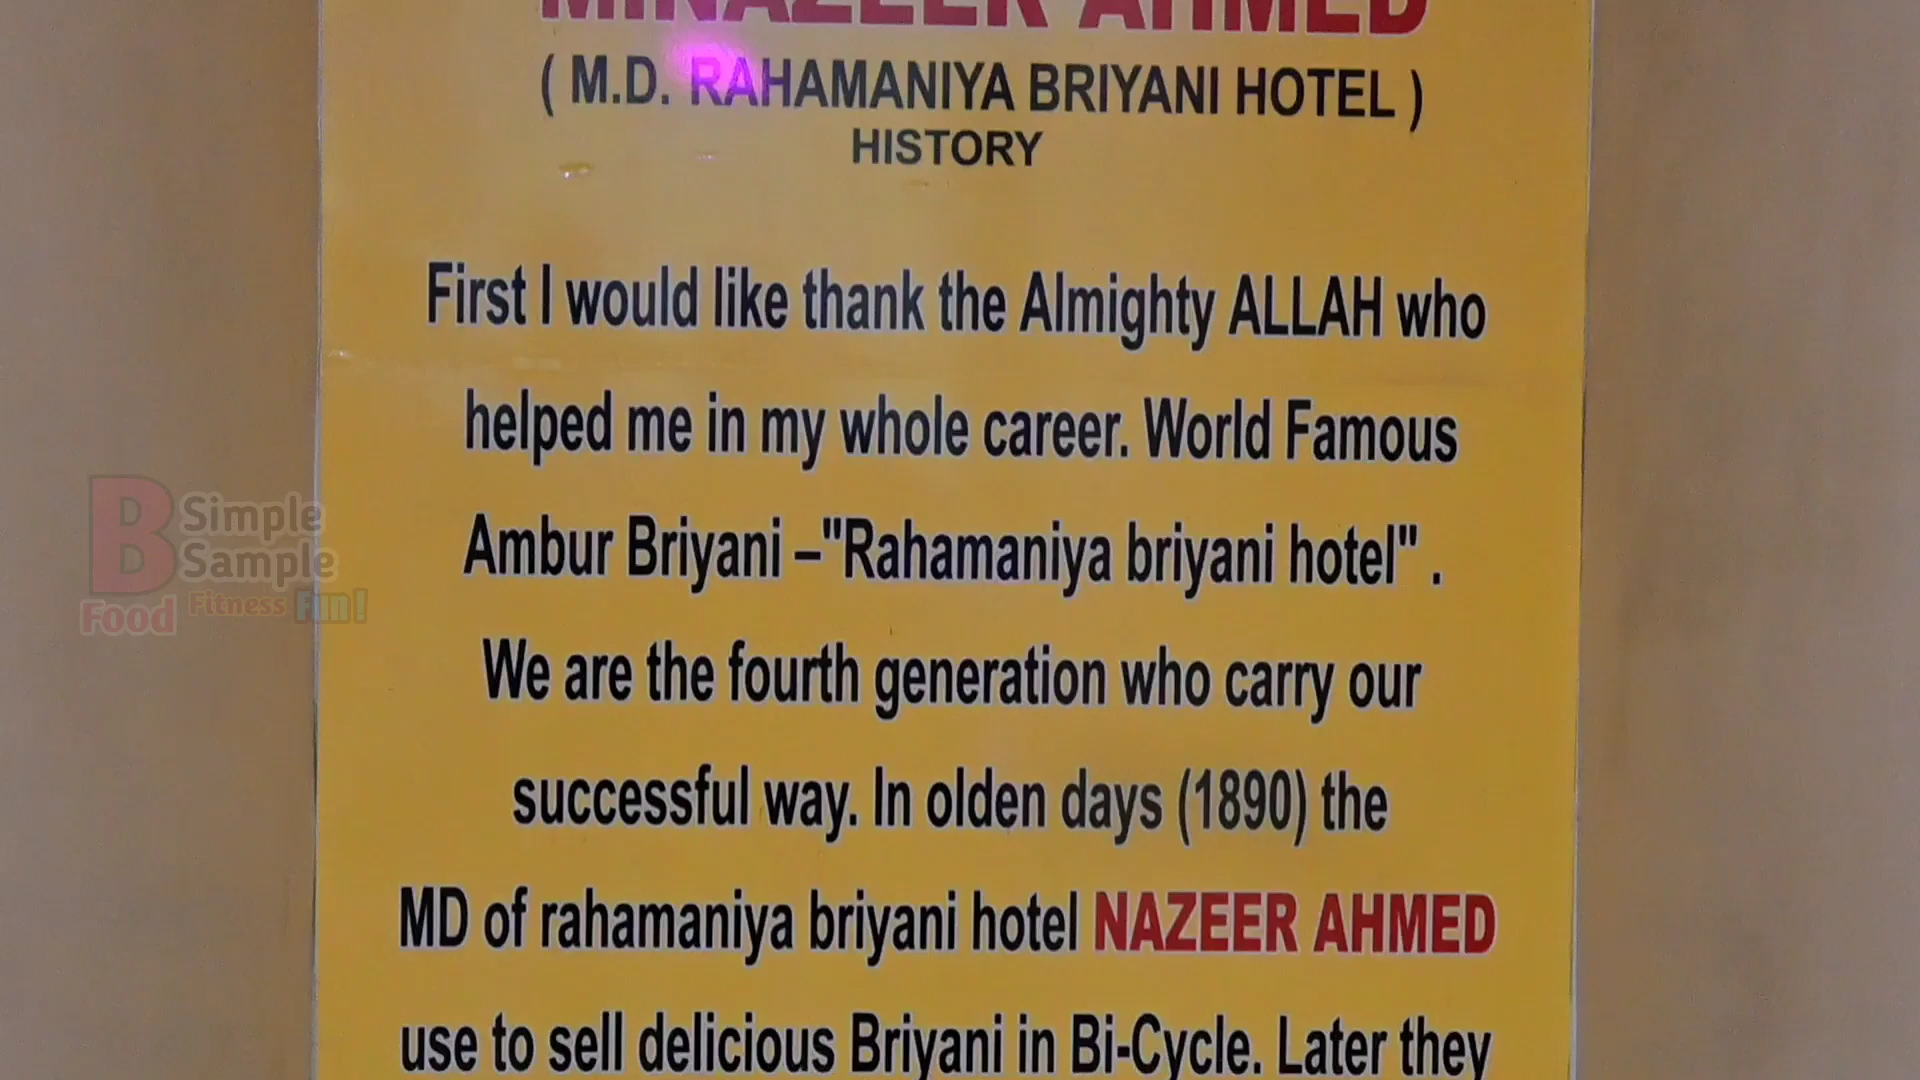 AHMED
( M.D. RAHAMANIYA BRIYANI HOTEL )
HISTORY
First I would like thank the Almighty ALLAH who
helped me in my whole career. World Famous
Ambur Briyani –"Rahamaniya briyani hotel" .
We are the fourth generation who carry our
successful way. In olden days (1890) the
MD of rahamaniya briyani hotel NAZEER AHMED
use to sell delicious Briyani in Bi-Cycle. Later they
B Simple
Sample
Food Fitness Fun!